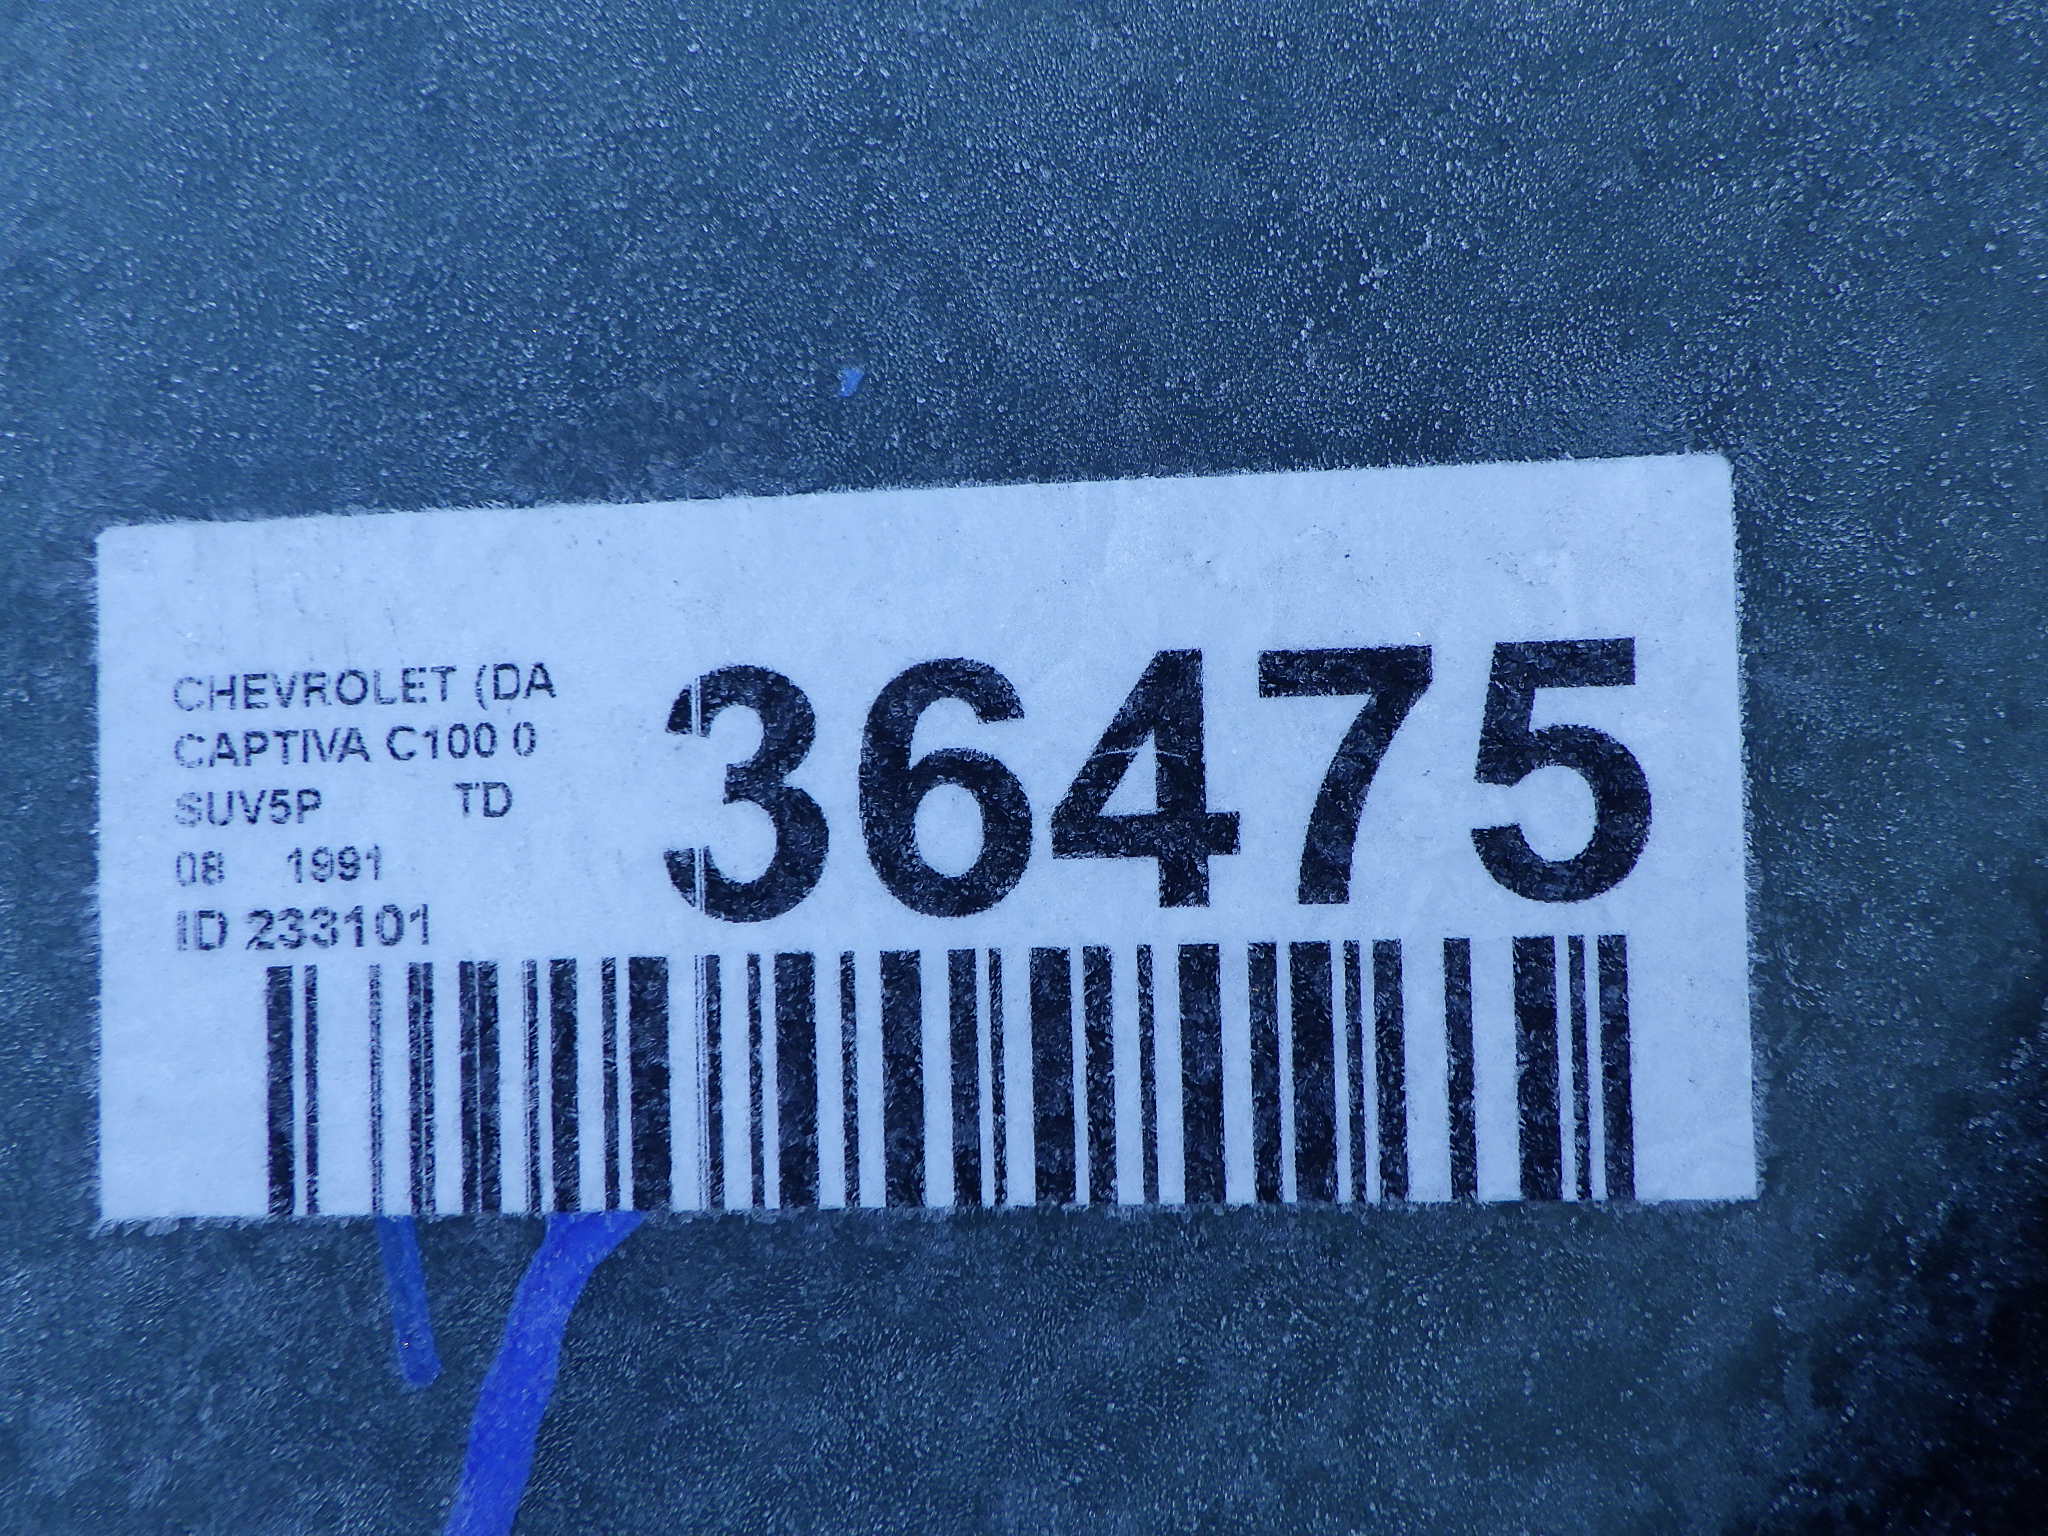 CHEVROLET (DA
CAPTIVA C100 0
SUV5P TD
08 1991
ID 233101
36475